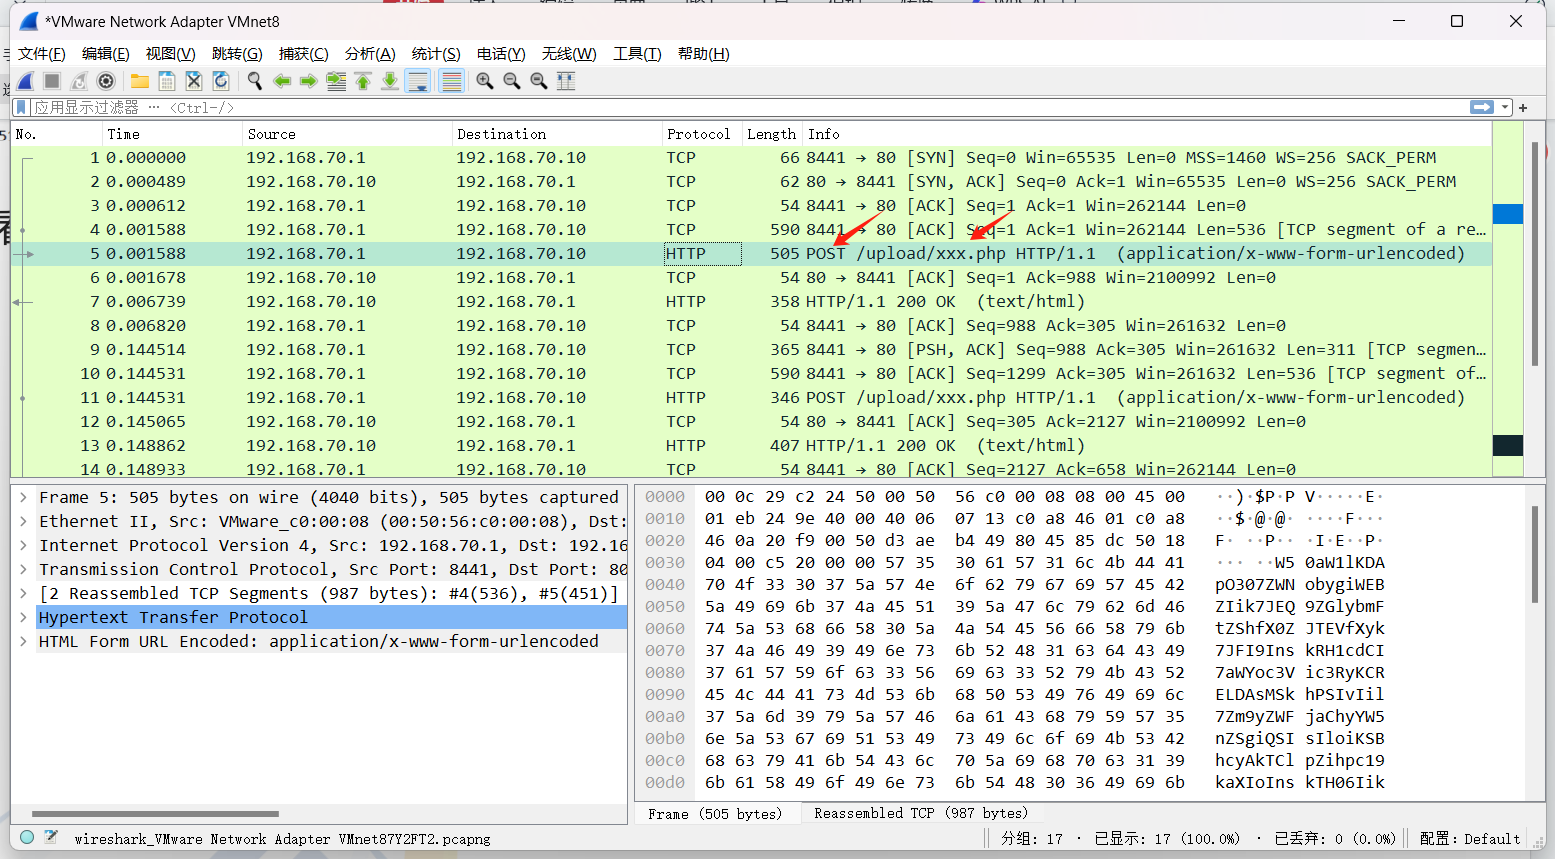 *VMware Network Adapter VMnet8
文件(F) 编辑(E) 视图(V) 跳转(G) 捕获(C) 分析(A) 统计(S) 电话(Y) 无线(W) 工具(T) 帮助(H)
应用显示过滤器 … <Ctrl-/>
No. Time Source Destination Protocol Length Info
1 0.000000 192.168.70.1 192.168.70.10 TCP 66 8441 → 80 [SYN] Seq=0 Win=65535 Len=0 MSS=1460 WS=256 SACK_PERM
2 0.000489 192.168.70.10 192.168.70.1 TCP 62 80 → 8441 [SYN, ACK] Seq=0 Ack=1 Win=65535 Len=0 WS=256 SACK_PERM
3 0.000612 192.168.70.1 192.168.70.10 TCP 54 8441 → 80 [ACK] Seq=1 Ack=1 Win=262144 Len=0
4 0.001588 192.168.70.1 192.168.70.10 TCP 590 8441 → 80 [ACK] Seq=1 Ack=1 Win=262144 Len=536 [TCP segment of a re…
5 0.001588 192.168.70.1 192.168.70.10 HTTP 505 POST /upload/xxx.php HTTP/1.1 (application/x-www-form-urlencoded)
6 0.001678 192.168.70.10 192.168.70.1 TCP 54 80 → 8441 [ACK] Seq=1 Ack=988 Win=2100992 Len=0
7 0.006739 192.168.70.10 192.168.70.1 HTTP 358 HTTP/1.1 200 OK (text/html)
8 0.006820 192.168.70.1 192.168.70.10 TCP 54 8441 → 80 [ACK] Seq=988 Ack=305 Win=261632 Len=0
9 0.144514 192.168.70.1 192.168.70.10 TCP 365 8441 → 80 [PSH, ACK] Seq=988 Ack=305 Win=261632 Len=311 [TCP segmen…
10 0.144531 192.168.70.1 192.168.70.10 TCP 590 8441 → 80 [ACK] Seq=1299 Ack=305 Win=261632 Len=536 [TCP segment of…
11 0.144531 192.168.70.1 192.168.70.10 HTTP 346 POST /upload/xxx.php HTTP/1.1 (application/x-www-form-urlencoded)
12 0.145065 192.168.70.10 192.168.70.1 TCP 54 80 → 8441 [ACK] Seq=305 Ack=2127 Win=2100992 Len=0
13 0.148862 192.168.70.10 192.168.70.1 HTTP 407 HTTP/1.1 200 OK (text/html)
14 0.148933 192.168.70.1 192.168.70.10 TCP 54 8441 → 80 [ACK] Seq=2127 Ack=658 Win=262144 Len=0
Frame 5: 505 bytes on wire (4040 bits), 505 bytes captured
Ethernet II, Src: VMware_c0:00:08 (00:50:56:c0:00:08), Dst:
Internet Protocol Version 4, Src: 192.168.70.1, Dst: 192.16
Transmission Control Protocol, Src Port: 8441, Dst Port: 80
[2 Reassembled TCP Segments (987 bytes): #4(536), #5(451)]
Hypertext Transfer Protocol
HTML Form URL Encoded: application/x-www-form-urlencoded
0000 00 0c 29 c2 24 50 00 50 56 c0 00 08 08 00 45 00 ··)·$P·P V·····E·
0010 01 eb 24 9e 40 00 40 06 07 13 c0 a8 46 01 c0 a8 ··$·@·@· ····F···
0020 46 0a 20 f9 00 50 d3 ae b4 49 80 45 85 dc 50 18 F· ··P·· ·I·E··P·
0030 04 00 c5 20 00 00 57 35 30 61 57 31 6c 4b 44 41 ··· ··W5 0aW1lKDA
0040 70 4f 33 30 37 5a 57 4e 6f 62 79 67 69 57 45 42 pO307ZWN obygiWEB
0050 5a 49 69 6b 37 4a 45 51 39 5a 47 6c 79 62 6d 46 ZIik7JEQ 9ZGlybmF
0060 74 5a 53 68 66 58 30 5a 4a 54 45 56 66 58 79 6b tZShfX0Z JTEVfXyk
0070 37 4a 46 49 39 49 6e 73 6b 52 48 31 63 64 43 49 7JFI9Ins kRH1cdCI
0080 37 61 57 59 6f 63 33 56 69 63 33 52 79 4b 43 52 7aWYoc3V ic3RyKCR
0090 45 4c 44 41 73 4d 53 6b 68 50 53 49 76 49 69 6c ELDAsMSk hPSIvIil
00a0 37 5a 6d 39 79 5a 57 46 6a 61 43 68 79 59 57 35 7Zm9yZWF jaChyYW5
00b0 6e 5a 53 67 69 51 53 49 73 49 6c 6f 69 4b 53 42 nZSgiQSI sIloiKSB
00c0 68 63 79 41 6b 54 43 6c 70 5a 69 68 70 63 31 39 hcyAkTCl pZihpc19
00d0 6b 61 58 49 6f 49 6e 73 6b 54 48 30 36 49 69 6b kaXIoIns kTH06Iik
Frame (505 bytes) Reassembled TCP (987 bytes)
wireshark_VMware Network Adapter VMnet87Y2FT2.pcapng 分组: 17 · 已显示: 17 (100.0%) · 已丢弃: 0 (0.0%) 配置: Default